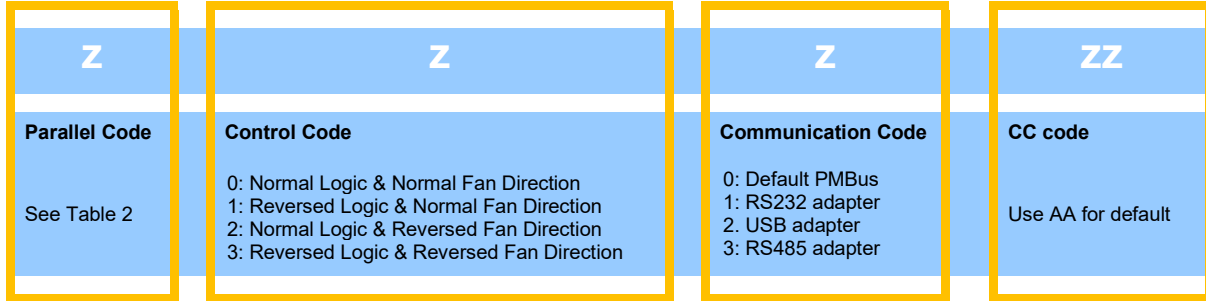 Z
Z
Z
ZZ
Parallel Code
See Table 2
Control Code
0: Normal Logic & Normal Fan Direction
1: Reversed Logic & Normal Fan Direction
2: Normal Logic & Reversed Fan Direction
3: Reversed Logic & Reversed Fan Direction
Communication Code
0: Default PMBus
1: RS232 adapter
2. USB adapter
3: RS485 adapter
CC code
Use AA for default